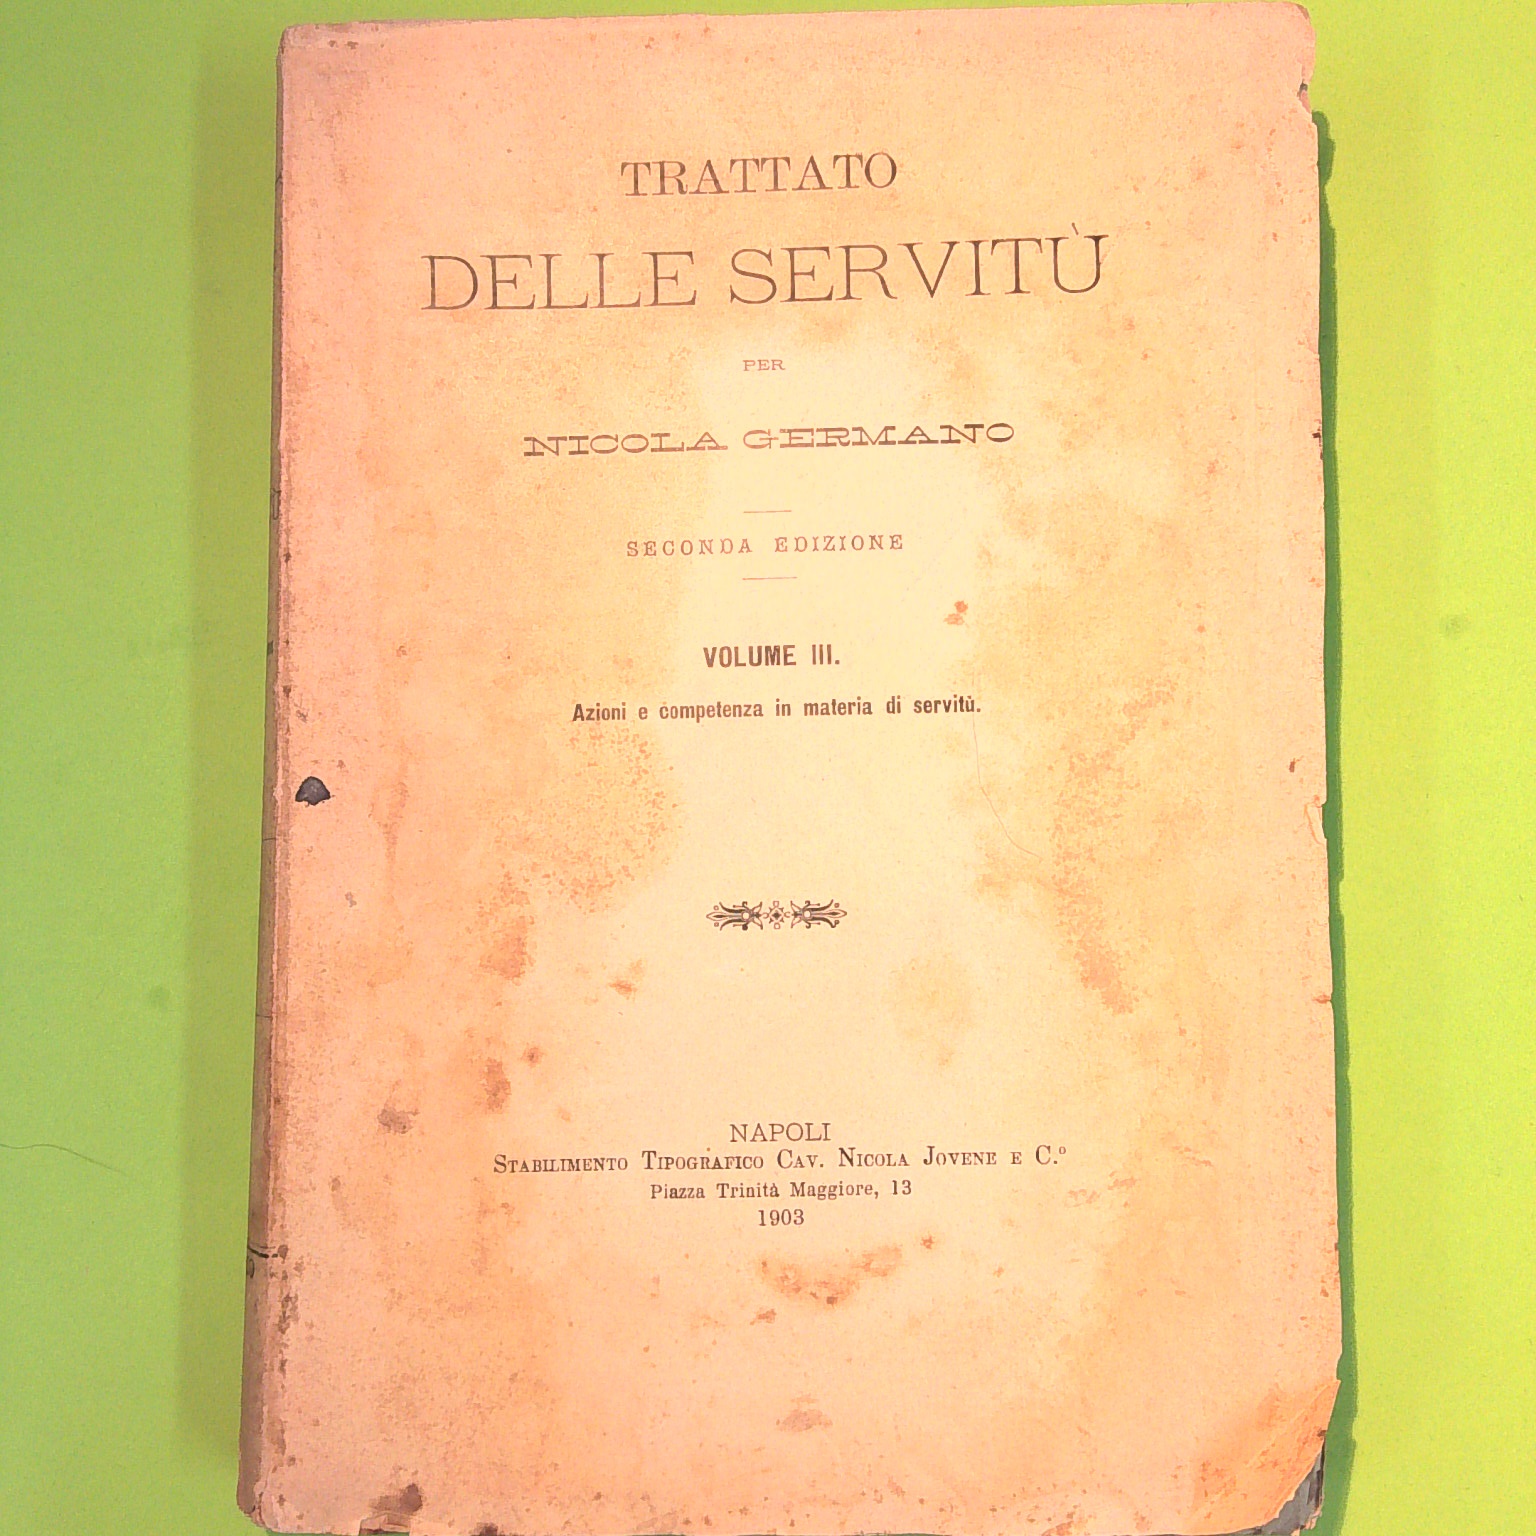 TRATTATO
DELLE SERVITÙ
PER
NICOLA GERMANO
SECONDA EDIZIONE
VOLUME III.
Azioni e competenza in materia di servitù.
NAPOLI
STABILIMENTO TIPOGRAFICO CAV. NICOLA JOVENE E C.º
Piazza Trinità Maggiore, 13
1903